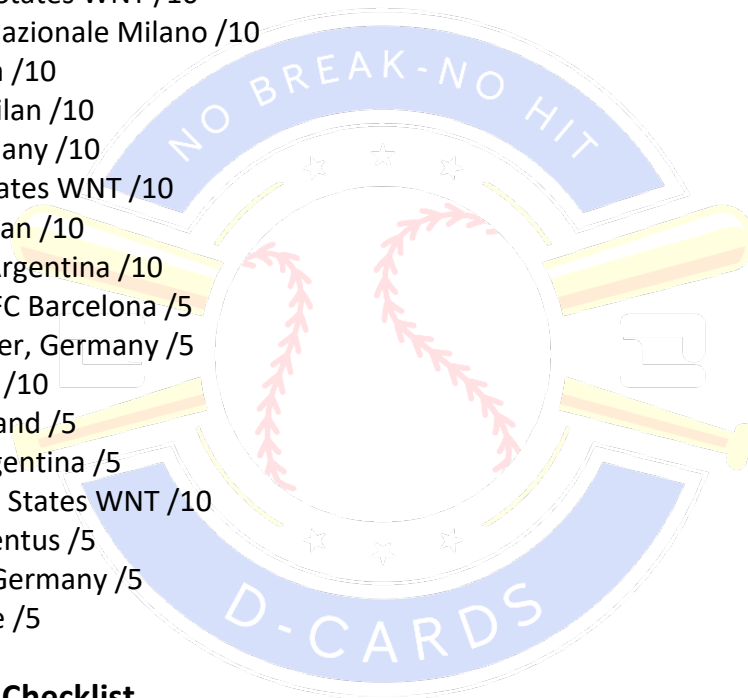 States WNT /10
azionale Milano /10
/10
ilan /10
any /10
ates WNT /10
an /10
Argentina /10
FC Barcelona /5
er, Germany /5
/10
and /5
gentina /5
States WNT /10
entus /5
Germany /5
e /5
Checklist
NO BREAK-NO HIT
D-CARDS